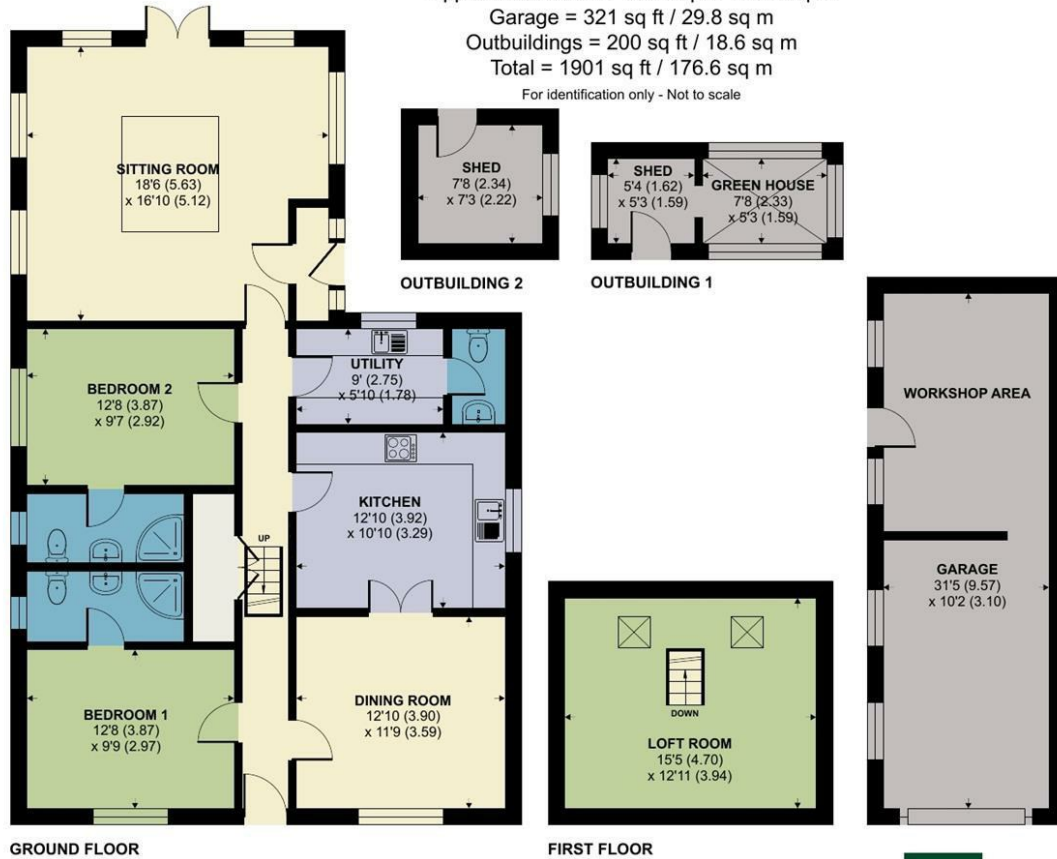 Garage = 321 sq ft / 29.8 sq m
Outbuildings = 200 sq ft / 18.6 sq m
Total = 1901 sq ft / 176.6 sq m
For identification only - Not to scale
SITTING ROOM
18'6 (5.63)
x 16'10 (5.12)
SHED
7'8 (2.34)
x 7'3 (2.22)
OUTBUILDING 2
SHED
5'4 (1.62)
x 5'3 (1.59)
GREEN HOUSE
7'8 (2.33)
x 5'3 (1.59)
OUTBUILDING 1
BEDROOM 2
12'8 (3.87)
x 9'7 (2.92)
UTILITY
9' (2.75)
x 5'10 (1.78)
KITCHEN
12'10 (3.92)
x 10'10 (3.29)
UP
BEDROOM 1
12'8 (3.87)
x 9'9 (2.97)
DINING ROOM
12'10 (3.90)
x 11'9 (3.59)
GROUND FLOOR
DOWN
LOFT ROOM
15'5 (4.70)
x 12'11 (3.94)
FIRST FLOOR
WORKSHOP AREA
GARAGE
31'5 (9.57)
x 10'2 (3.10)